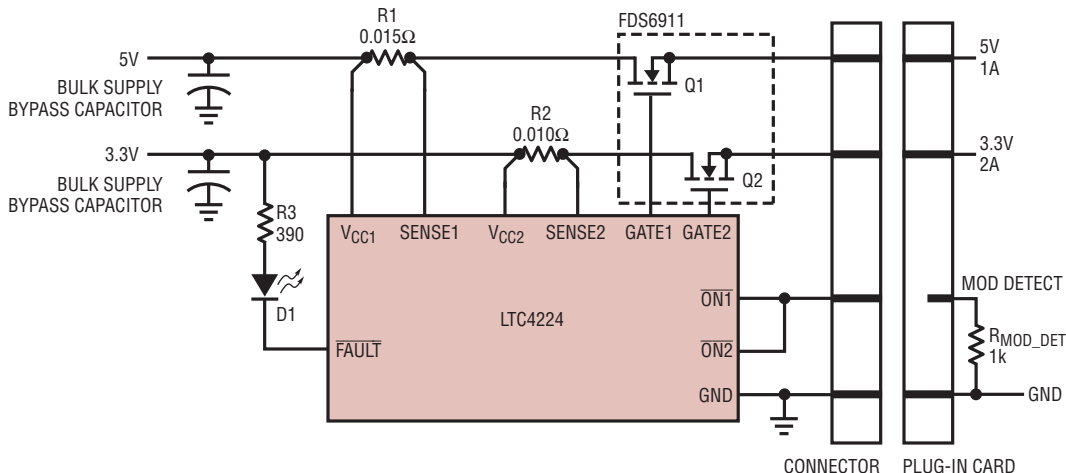 R1
0.015Ω
FDS6911
5V
BULK SUPPLY
BYPASS CAPACITOR
Q1
5V
1A
R2
0.010Ω
3.3V
BULK SUPPLY
BYPASS CAPACITOR
Q2
3.3V
2A
R3
390
D1
VCC1
SENSE1
VCC2
SENSE2
GATE1
GATE2
LTC4224
FAULT
ON1
ON2
GND
MOD DETECT
RMOD_DET
1k
GND
CONNECTOR
PLUG-IN CARD